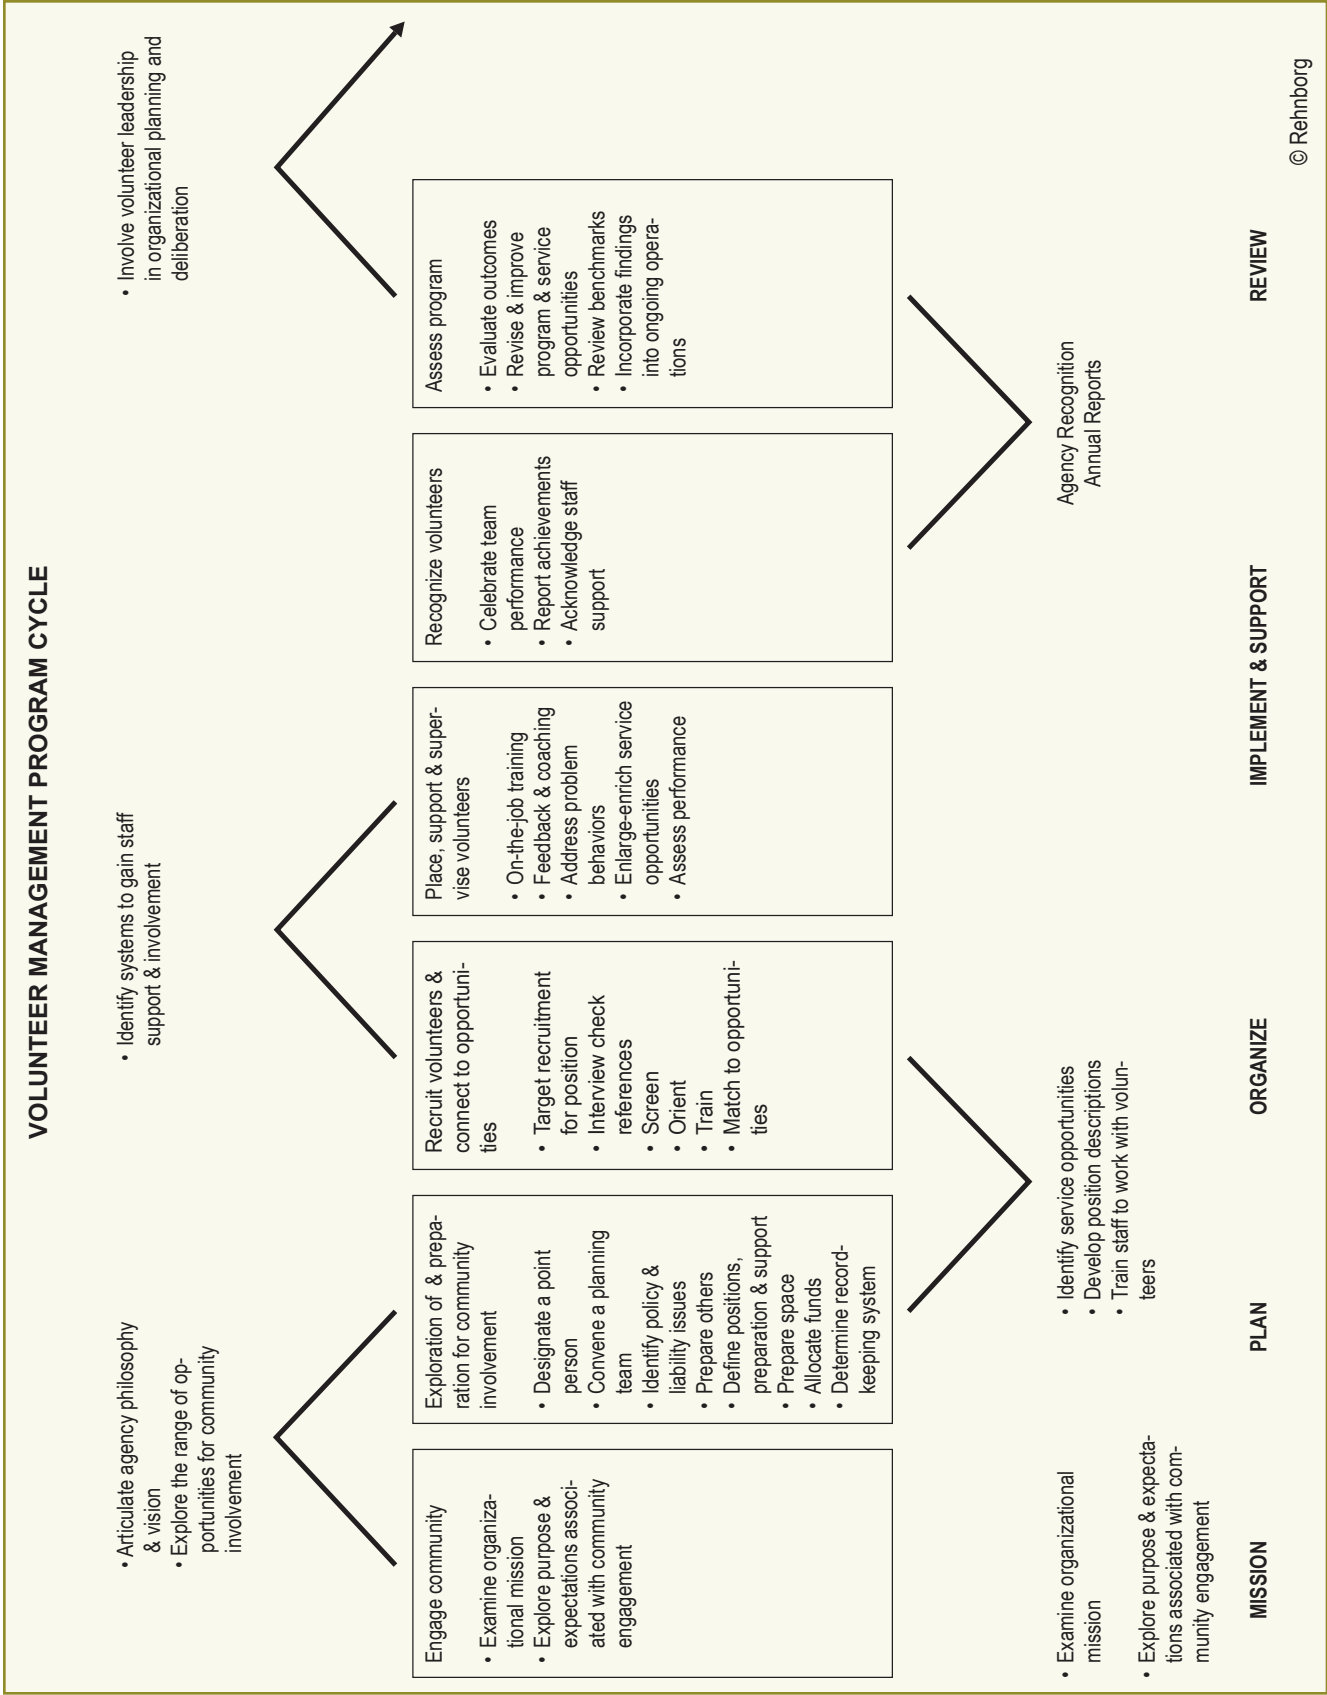 VOLUNTEER MANAGEMENT PROGRAM CYCLE
• Articulate agency philosophy
& vision
• Explore the range of op-
portunities for community
involvement
• Identify systems to gain staff
support & involvement
• Involve volunteer leadership
in organizational planning and
deliberation
Engage community
• Examine organiza-
tional mission
• Explore purpose &
expectations associ-
ated with community
engagement
Exploration of & prepa-
ration for community
involvement
• Designate a point
person
• Convene a planning
team
• Identify policy &
liability issues
• Prepare others
• Define positions,
preparation & support
• Prepare space
• Allocate funds
• Determine record-
keeping system
Recruit volunteers &
connect to opportuni-
ties
• Target recruitment
for position
• Interview check
references
• Screen
• Orient
• Train
• Match to opportuni-
ties
Place, support & super-
vise volunteers
• On-the-job training
• Feedback & coaching
• Address problem
behaviors
• Enlarge-enrich service
opportunities
• Assess performance
Recognize volunteers
• Celebrate team
performance
• Report achievements
• Acknowledge staff
support
Assess program
• Evaluate outcomes
• Revise & improve
program & service
opportunities
• Review benchmarks
• Incorporate findings
into ongoing opera-
tions
• Examine organizational
mission
• Explore purpose & expecta-
tions associated with com-
munity engagement
• Identify service opportunities
• Develop position descriptions
• Train staff to work with volun-
teers
Agency Recognition
Annual Reports
MISSION
PLAN
ORGANIZE
IMPLEMENT & SUPPORT
REVIEW
© Rehnborg